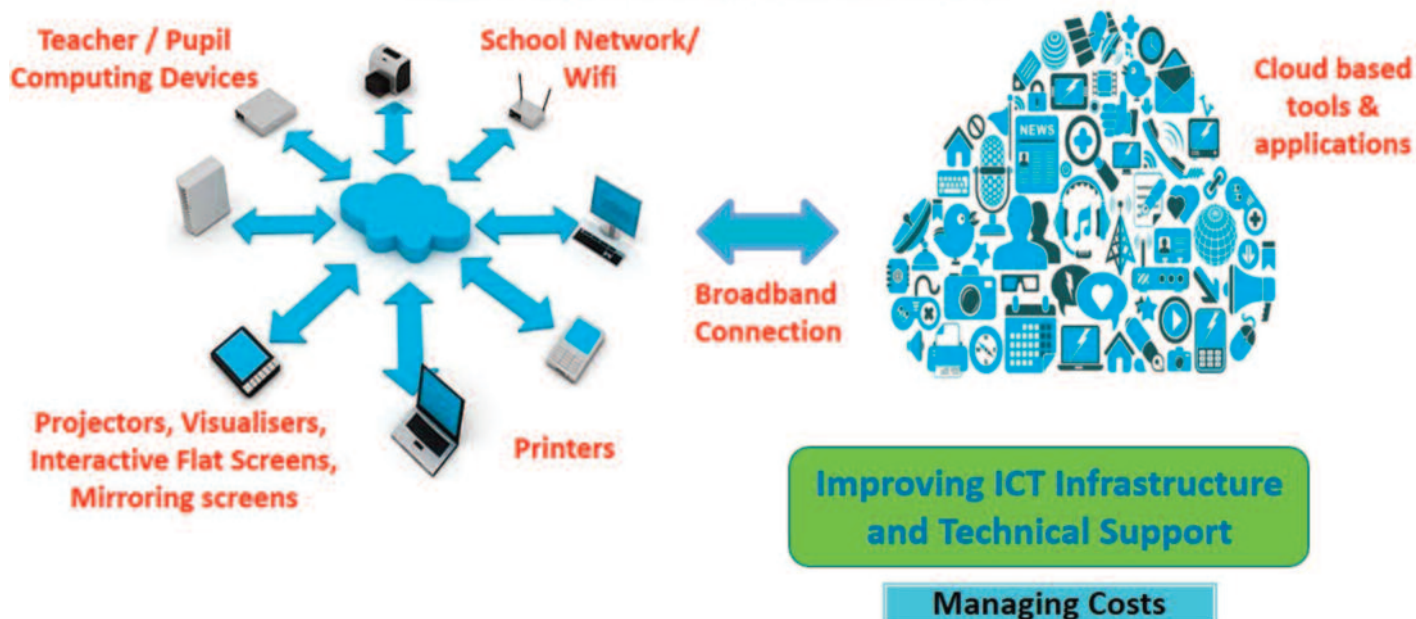 Teacher / Pupil
Computing Devices
School Network/
Wifi
Cloud based
tools &
applications
NEWS
Broadband
Connection
Projectors, Visualisers,
Interactive Flat Screens,
Mirroring screens
Printers
Improving ICT Infrastructure
and Technical Support
Managing Costs